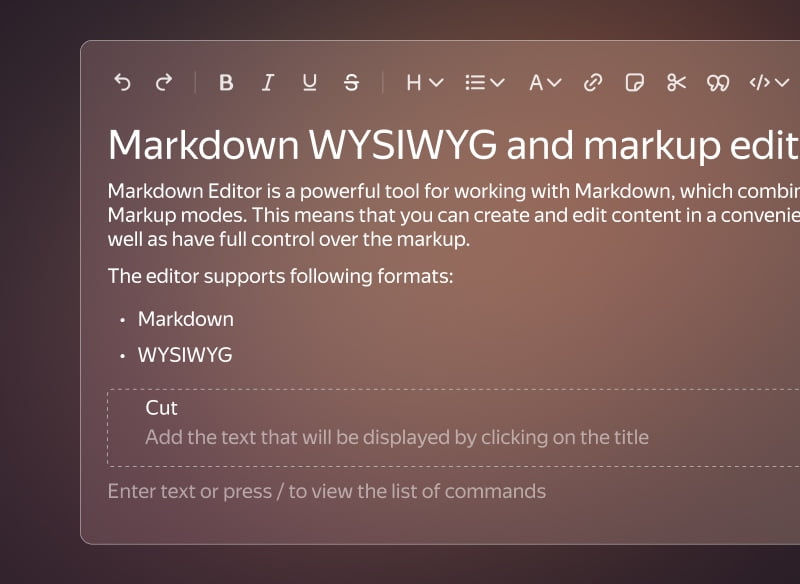 B I U S H A </>
Markdown WYSIWYG and markup edit
Markdown Editor is a powerful tool for working with Markdown, which combin
Markup modes. This means that you can create and edit content in a convenie
well as have full control over the markup.
The editor supports following formats:
• Markdown
• WYSIWYG
Cut
Add the text that will be displayed by clicking on the title
Enter text or press / to view the list of commands